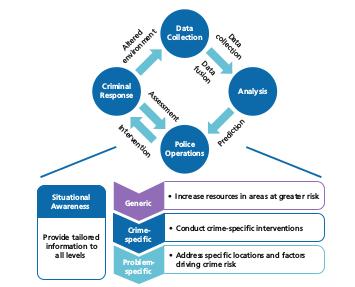 Data
Collection
Altered
environment
Data
collection
Data
fusion
Criminal
Response
Analysis
Assessment
Intervention
Prediction
Police
Operations
Situational
Awareness
Provide tailored
information to
all levels
Generic
• Increase resources in areas at greater risk
Crime-
specific
• Conduct crime-specific interventions
Problem-
specific
• Address specific locations and factors
driving crime risk